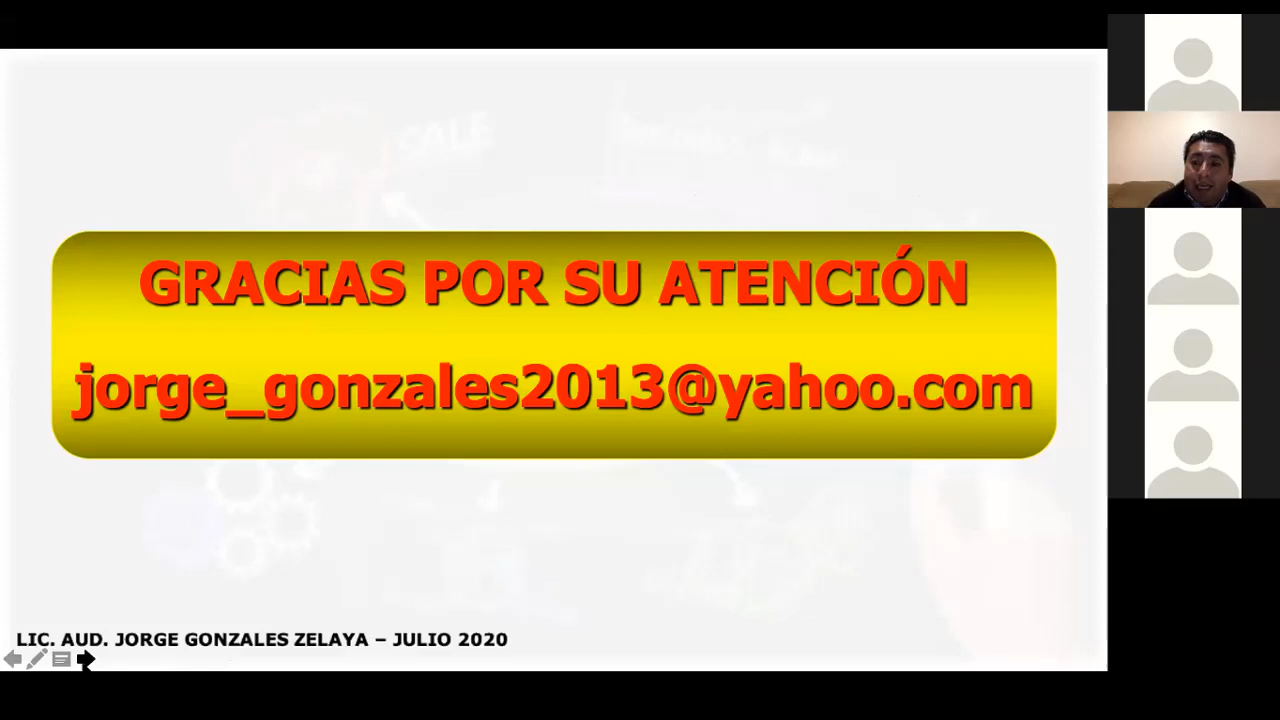 GRACIAS POR SU ATENCIÓN
jorge_gonzales2013@yahoo.com
LIC. AUD. JORGE GONZALES ZELAYA – JULIO 2020